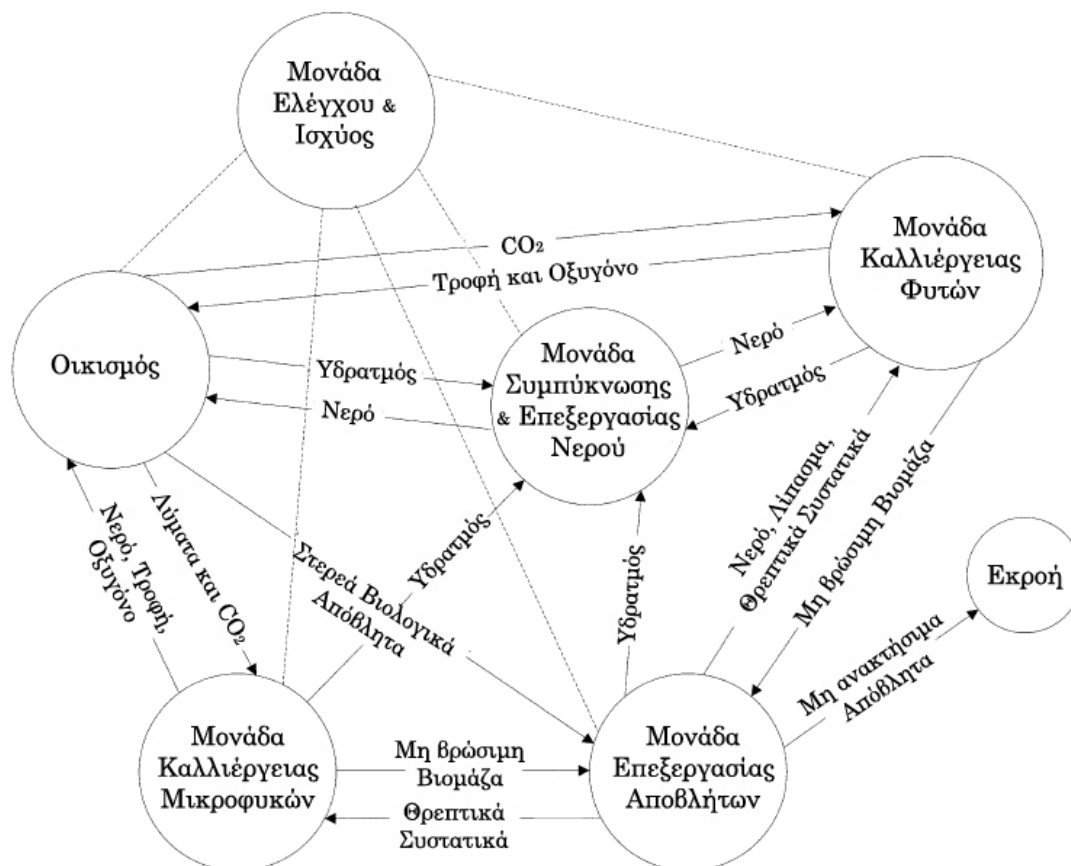 Μονάδα
Ελέγχου &
Ισχύος
Μονάδα
Καλλιέργειας
Φυτών
CO₂
Τροφή και Οξυγόνο
Οικισμός
Υδρατμός
Νερό
Μονάδα
Συμπύκνωσης
& Επεξεργασίας
Νερού
Νερό
Υδρατμός
Νερό, Τροφή,
Οξυγόνο
Λύματα και CO₂
Στερεά Βιολογικά
Απόβλητα
Υδρατμός
Υδρατμός
Νερό, Λίπασμα,
Θρεπτικά Συστατικά
Μη βρώσιμη Βιομάζα
Εκροή
Μη ανακτήσιμα
Απόβλητα
Μονάδα
Καλλιέργειας
Μικροφυκών
Μη βρώσιμη
Βιομάζα
Θρεπτικά
Συστατικά
Μονάδα
Επεξεργασίας
Αποβλήτων